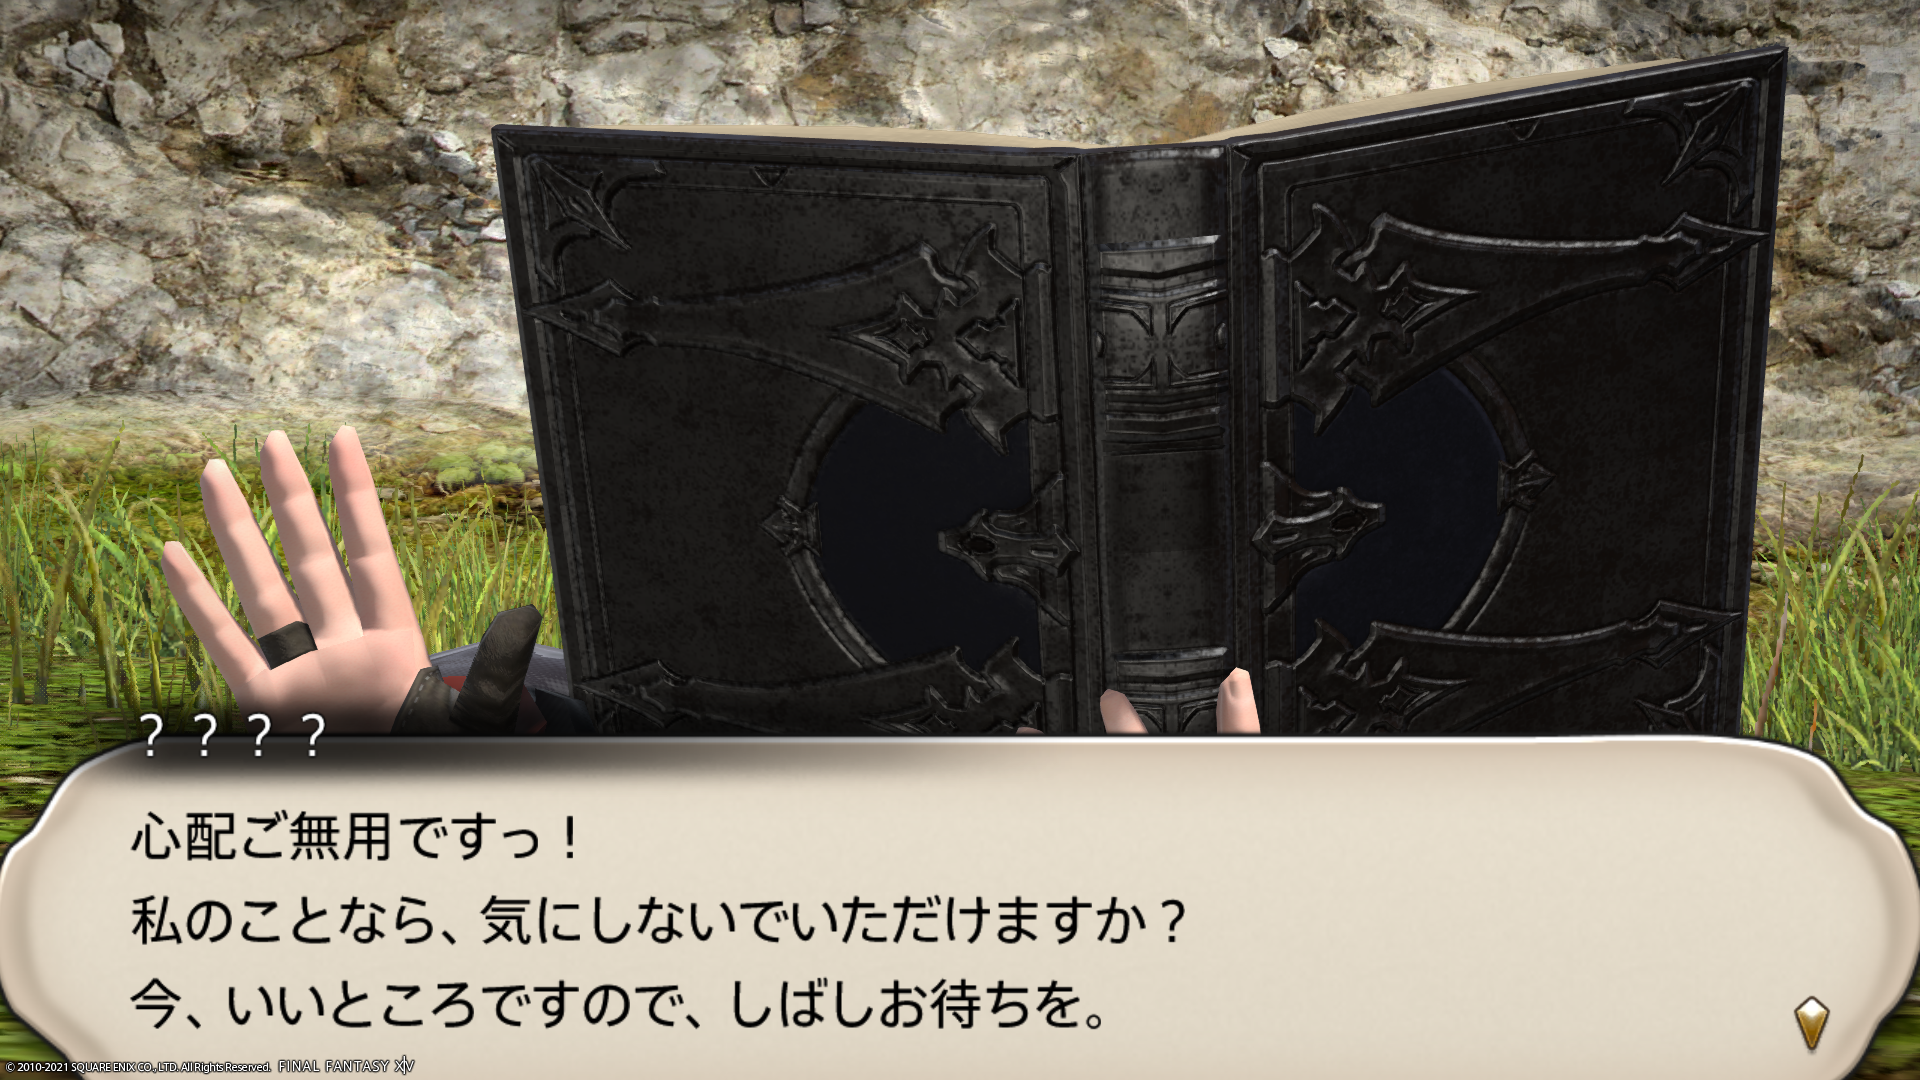 ？？？？
心配ご無用ですっ！
私のことなら、気にしないでいただけますか？
今、いいところですので、しばしお待ちを。
© 2010-2021 SQUARE ENIX CO., LTD. All Rights Reserved. FINAL FANTASY XIV